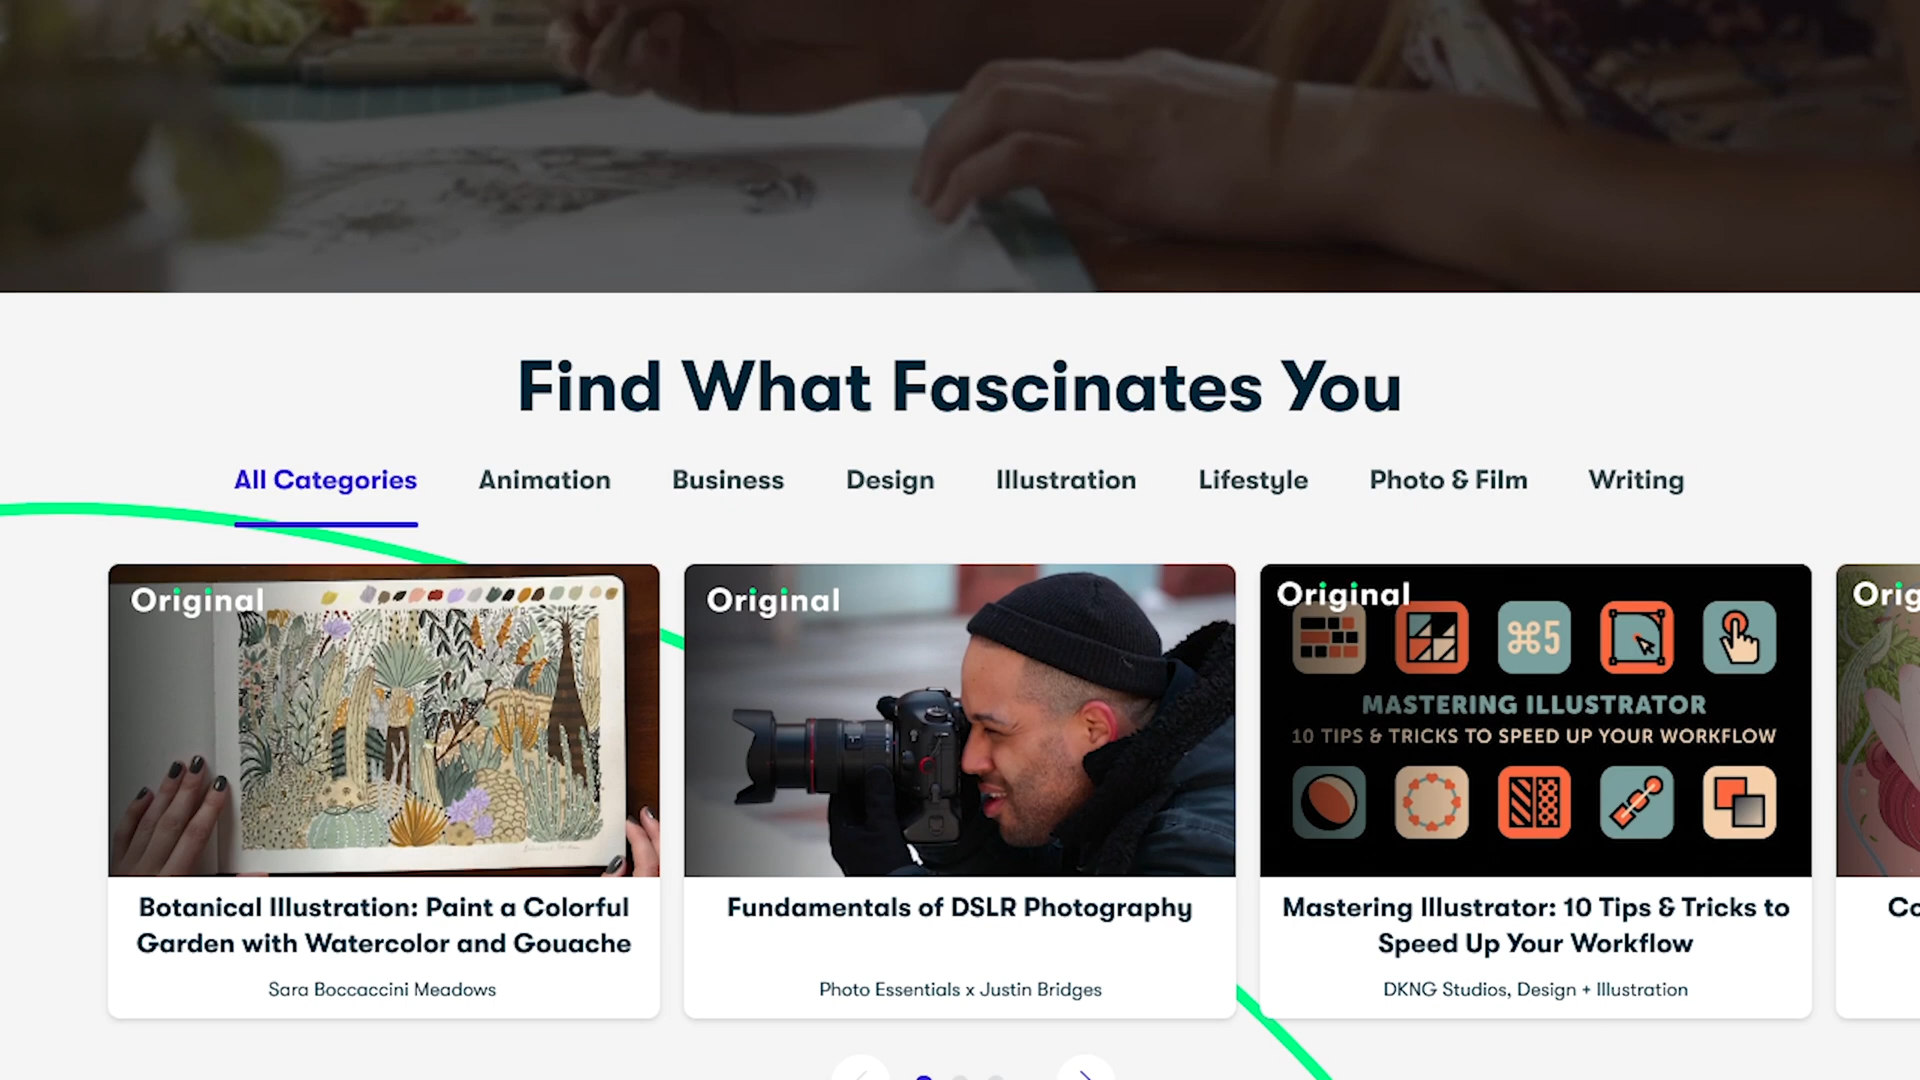 Find What Fascinates You
All Categories Animation Business Design Illustration Lifestyle Photo & Film Writing
Original
Original
Original
⌘5
MASTERING ILLUSTRATOR
10 TIPS & TRICKS TO SPEED UP YOUR WORKFLOW
Botanical Illustration: Paint a Colorful
Garden with Watercolor and Gouache
Sara Boccaccini Meadows
Fundamentals of DSLR Photography
Photo Essentials x Justin Bridges
Mastering Illustrator: 10 Tips & Tricks to
Speed Up Your Workflow
DKNG Studios, Design + Illustration